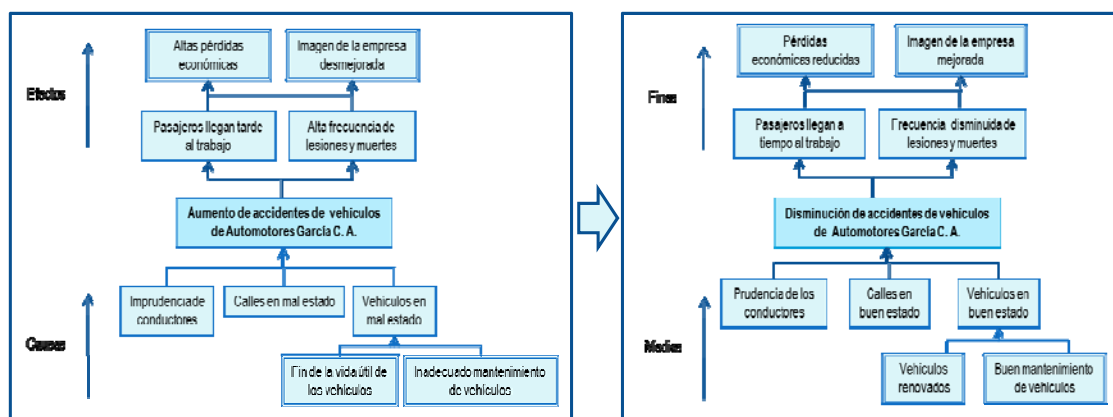 Altas pérdidas
económicas
Imagen de la empresa
desmejorada
Efectos
Pasajeros llegan tarde
al trabajo
Alta frecuencia de
lesiones y muertes
Aumento de accidentes de vehículos
de Automotores García C. A.
Imprudencia de
conductores
Calles en mal estado
Vehículos en
mal estado
Causas
Fin de la vida útil de
los vehículos
Inadecuado mantenimiento
de vehículos
Pérdidas
económicas reducidas
Imagen de la empresa
mejorada
Fines
Pasajeros llegan a
tiempo al trabajo
Frecuencia disminuida de
lesiones y muertes
Disminución de accidentes de vehículos
de Automotores García C. A.
Prudencia de los
conductores
Calles en
buen estado
Vehículos en
buen estado
Medios
Vehículos
renovados
Buen mantenimiento
de vehículos